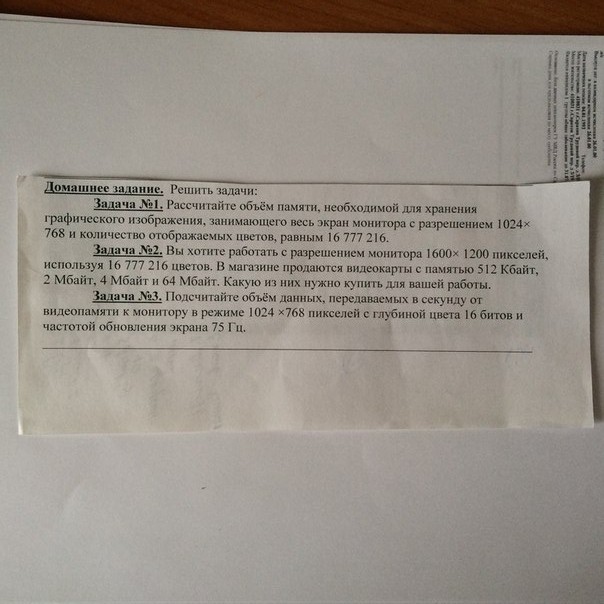 Домашнее задание. Решить задачи:
Задача №1. Рассчитайте объём памяти, необходимой для хранения
графического изображения, занимающего весь экран монитора с разрешением 1024×
768 и количество отображаемых цветов, равным 16 777 216.
Задача №2. Вы хотите работать с разрешением монитора 1600× 1200 пикселей,
используя 16 777 216 цветов. В магазине продаются видеокарты с памятью 512 Кбайт,
2 Мбайт, 4 Мбайт и 64 Мбайт. Какую из них нужно купить для вашей работы.
Задача №3. Подсчитайте объём данных, передаваемых в секунду от
видеопамяти к монитору в режиме 1024 ×768 пикселей с глубиной цвета 16 битов и
частотой обновления экрана 75 Гц.